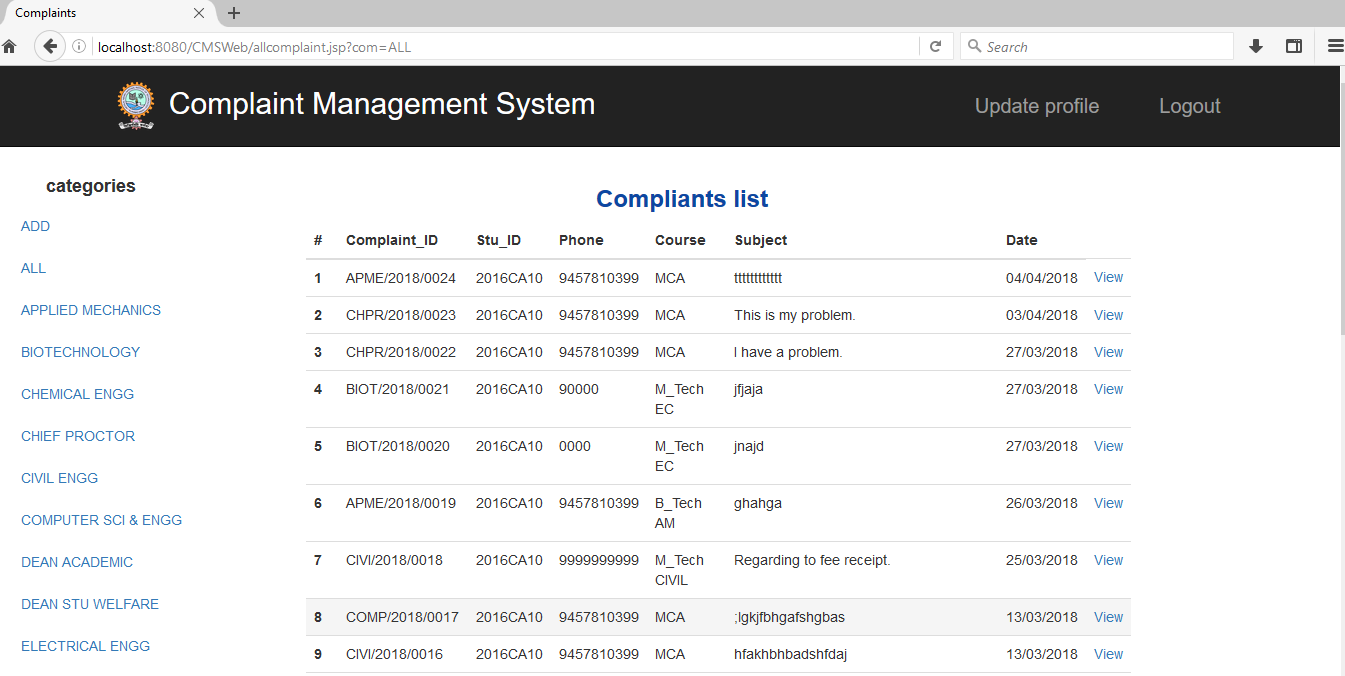 Complaints
localhost:8080/CMSWeb/allcomplaint.jsp?com=ALL
Search
Complaint Management System
Update profile
Logout
categories
ADD
ALL
APPLIED MECHANICS
BIOTECHNOLOGY
CHEMICAL ENGG
CHIEF PROCTOR
CIVIL ENGG
COMPUTER SCI & ENGG
DEAN ACADEMIC
DEAN STU WELFARE
ELECTRICAL ENGG
Compliants list
# Complaint_ID Stu_ID Phone Course Subject Date
1 APME/2018/0024 2016CA10 9457810399 MCA tttttttttttt 04/04/2018 View
2 CHPR/2018/0023 2016CA10 9457810399 MCA This is my problem. 03/04/2018 View
3 CHPR/2018/0022 2016CA10 9457810399 MCA I have a problem. 27/03/2018 View
4 BIOT/2018/0021 2016CA10 90000 M_Tech jfjaja 27/03/2018 View
EC
5 BIOT/2018/0020 2016CA10 0000 M_Tech jnajd 27/03/2018 View
EC
6 APME/2018/0019 2016CA10 9457810399 B_Tech ghahga 26/03/2018 View
AM
7 CIVI/2018/0018 2016CA10 9999999999 M_Tech Regarding to fee receipt. 25/03/2018 View
CIVIL
8 COMP/2018/0017 2016CA10 9457810399 MCA ;lgkjfbhgafshgbas 13/03/2018 View
9 CIVI/2018/0016 2016CA10 9457810399 MCA hfakhbhbadshfdaj 13/03/2018 View